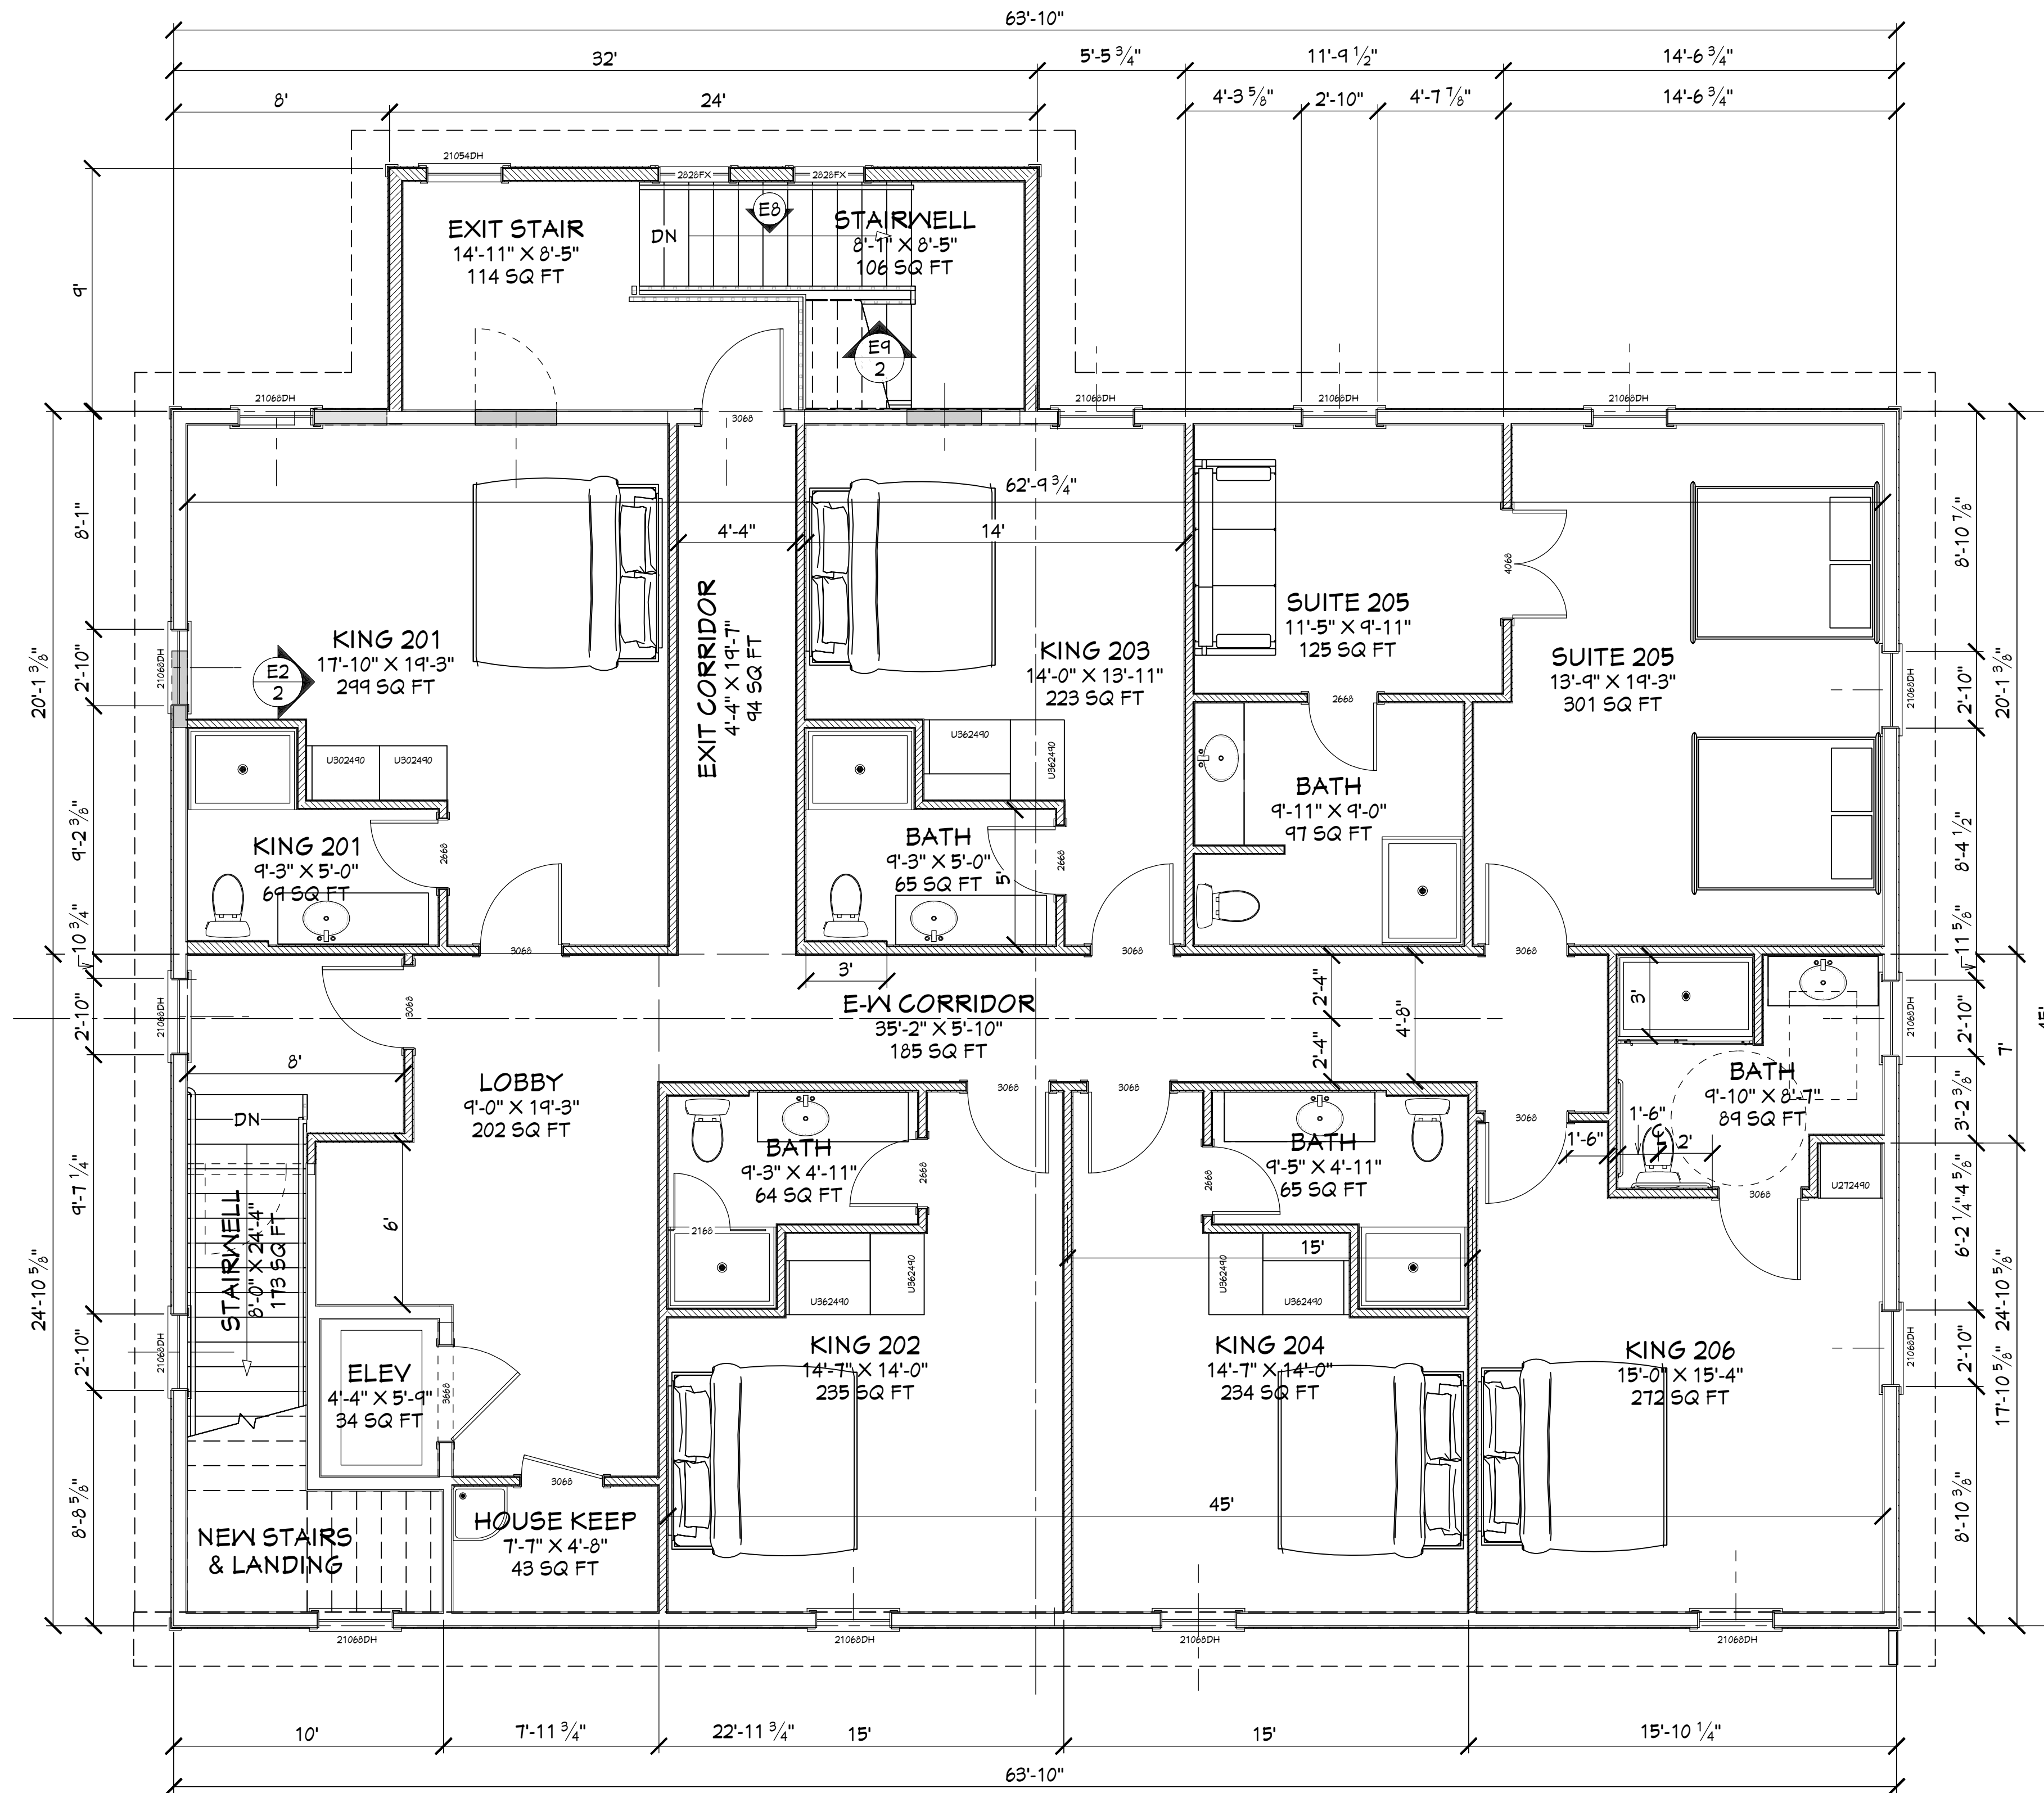 63'-10"
32'
5'-5 3/4"
11'-9 1/2"
14'-6 3/4"
8'
24'
4'-3 5/8"
2'-10"
4'-7 7/8"
14'-6 3/4"
21054DH
2828FX
2828FX
EXIT STAIR
14'-11" X 8'-5"
114 SQ FT
DN
E8
STAIRWELL
8'-1" X 8'-5"
106 SQ FT
E9
2
9'
21068DH
3068
21068DH
21068DH
21068DH
62'-9 3/4"
4'-4"
14'
8'-1"
8'-10 7/8"
4068
KING 201
17'-10" X 19'-3"
299 SQ FT
E2
2
EXIT CORRIDOR
4'-4" X 19'-7"
94 SQ FT
KING 203
14'-0" X 13'-11"
223 SQ FT
SUITE 205
11'-5" X 9'-11"
125 SQ FT
SUITE 205
13'-9" X 19'-3"
301 SQ FT
20'-1 3/8"
2'-10"
21068DH
21068DH
2'-10"
20'-1 3/8"
2668
U302490
U302490
U362490
U362490
BATH
9'-11" X 9'-0"
97 SQ FT
KING 201
9'-3" X 5'-0"
69 SQ FT
2668
BATH
9'-3" X 5'-0"
65 SQ FT
5'
2668
9'-2 3/8"
8'-4 1/2"
10 3/4"
11 5/8"
3068
3068
3068
3'
E-W CORRIDOR
35'-2" X 5'-10"
185 SQ FT
2'-4"
2'-4"
4'-8"
3'
2'-10"
21068DH
3068
21068DH
2'-10"
7'
45'
8'
LOBBY
9'-0" X 19'-3"
202 SQ FT
3068
3068
3068
BATH
9'-10" X 8'-7"
89 SQ FT
1'-6"
1'-6"
2'
3'-2 3/8"
DN
BATH
9'-3" X 4'-11"
64 SQ FT
2668
BATH
9'-5" X 4'-11"
65 SQ FT
2668
3068
U272490
4 5/8"
6'-2 1/4"
9'-7 1/4"
STAIRWELL
8'-0" X 24'-4"
173 SQ FT
6'
2168
U362490
U362490
15'
U362490
U362490
24'-10 5/8"
24'-10 5/8"
17'-10 5/8"
2'-10"
21068DH
21068DH
2'-10"
KING 202
14'-7" X 14'-0"
235 SQ FT
KING 204
14'-7" X 14'-0"
234 SQ FT
KING 206
15'-0" X 15'-4"
272 SQ FT
ELEV
4'-4" X 5'-9"
34 SQ FT
3668
3068
8'-8 5/8"
8'-10 3/8"
45'
NEW STAIRS
& LANDING
HOUSE KEEP
7'-7" X 4'-8"
43 SQ FT
21068DH
21068DH
21068DH
21068DH
10'
7'-11 3/4"
22'-11 3/4"
15'
15'
15'-10 1/4"
63'-10"